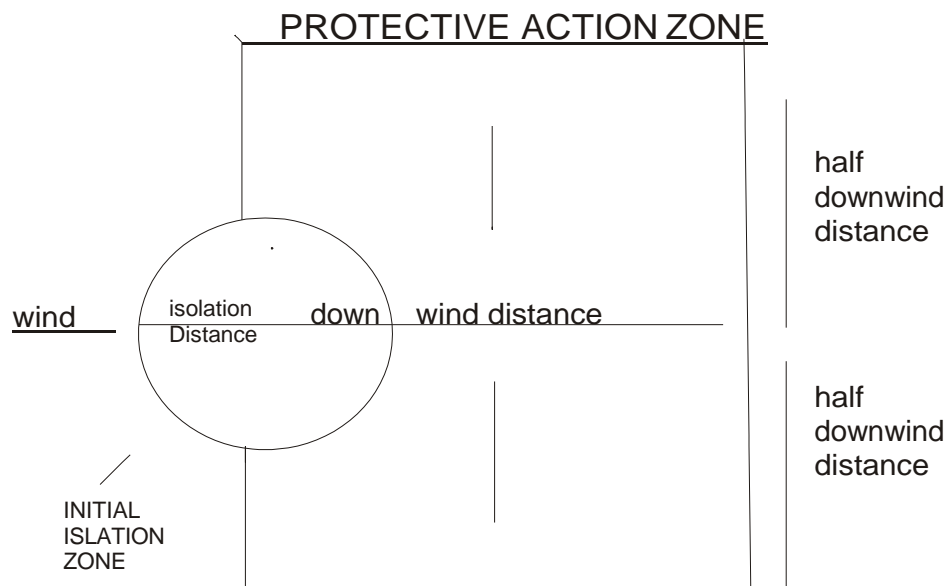 PROTECTIVE ACTION ZONE
half
downwind
distance
wind
isolation
Distance
down wind distance
half
downwind
distance
INITIAL
ISLATION
ZONE